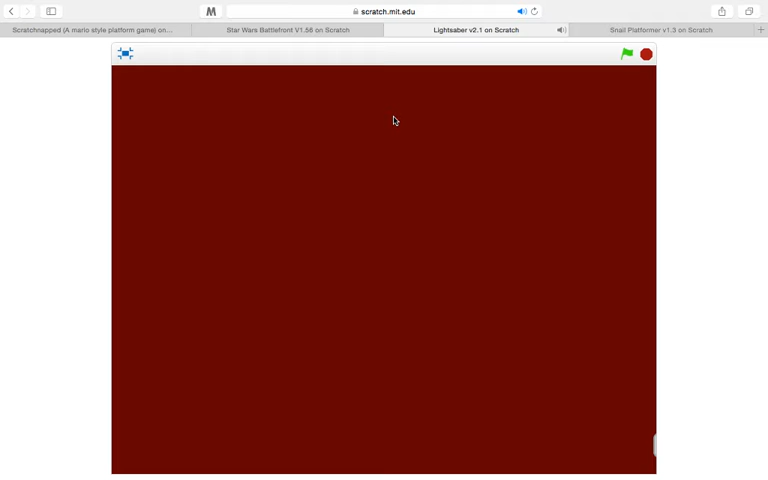 M
scratch.mit.edu
Scratchnapped (A mario style platform game) on...
Star Wars Battlefront V1.56 on Scratch
Lightsaber v2.1 on Scratch
Snail Platformer v1.3 on Scratch